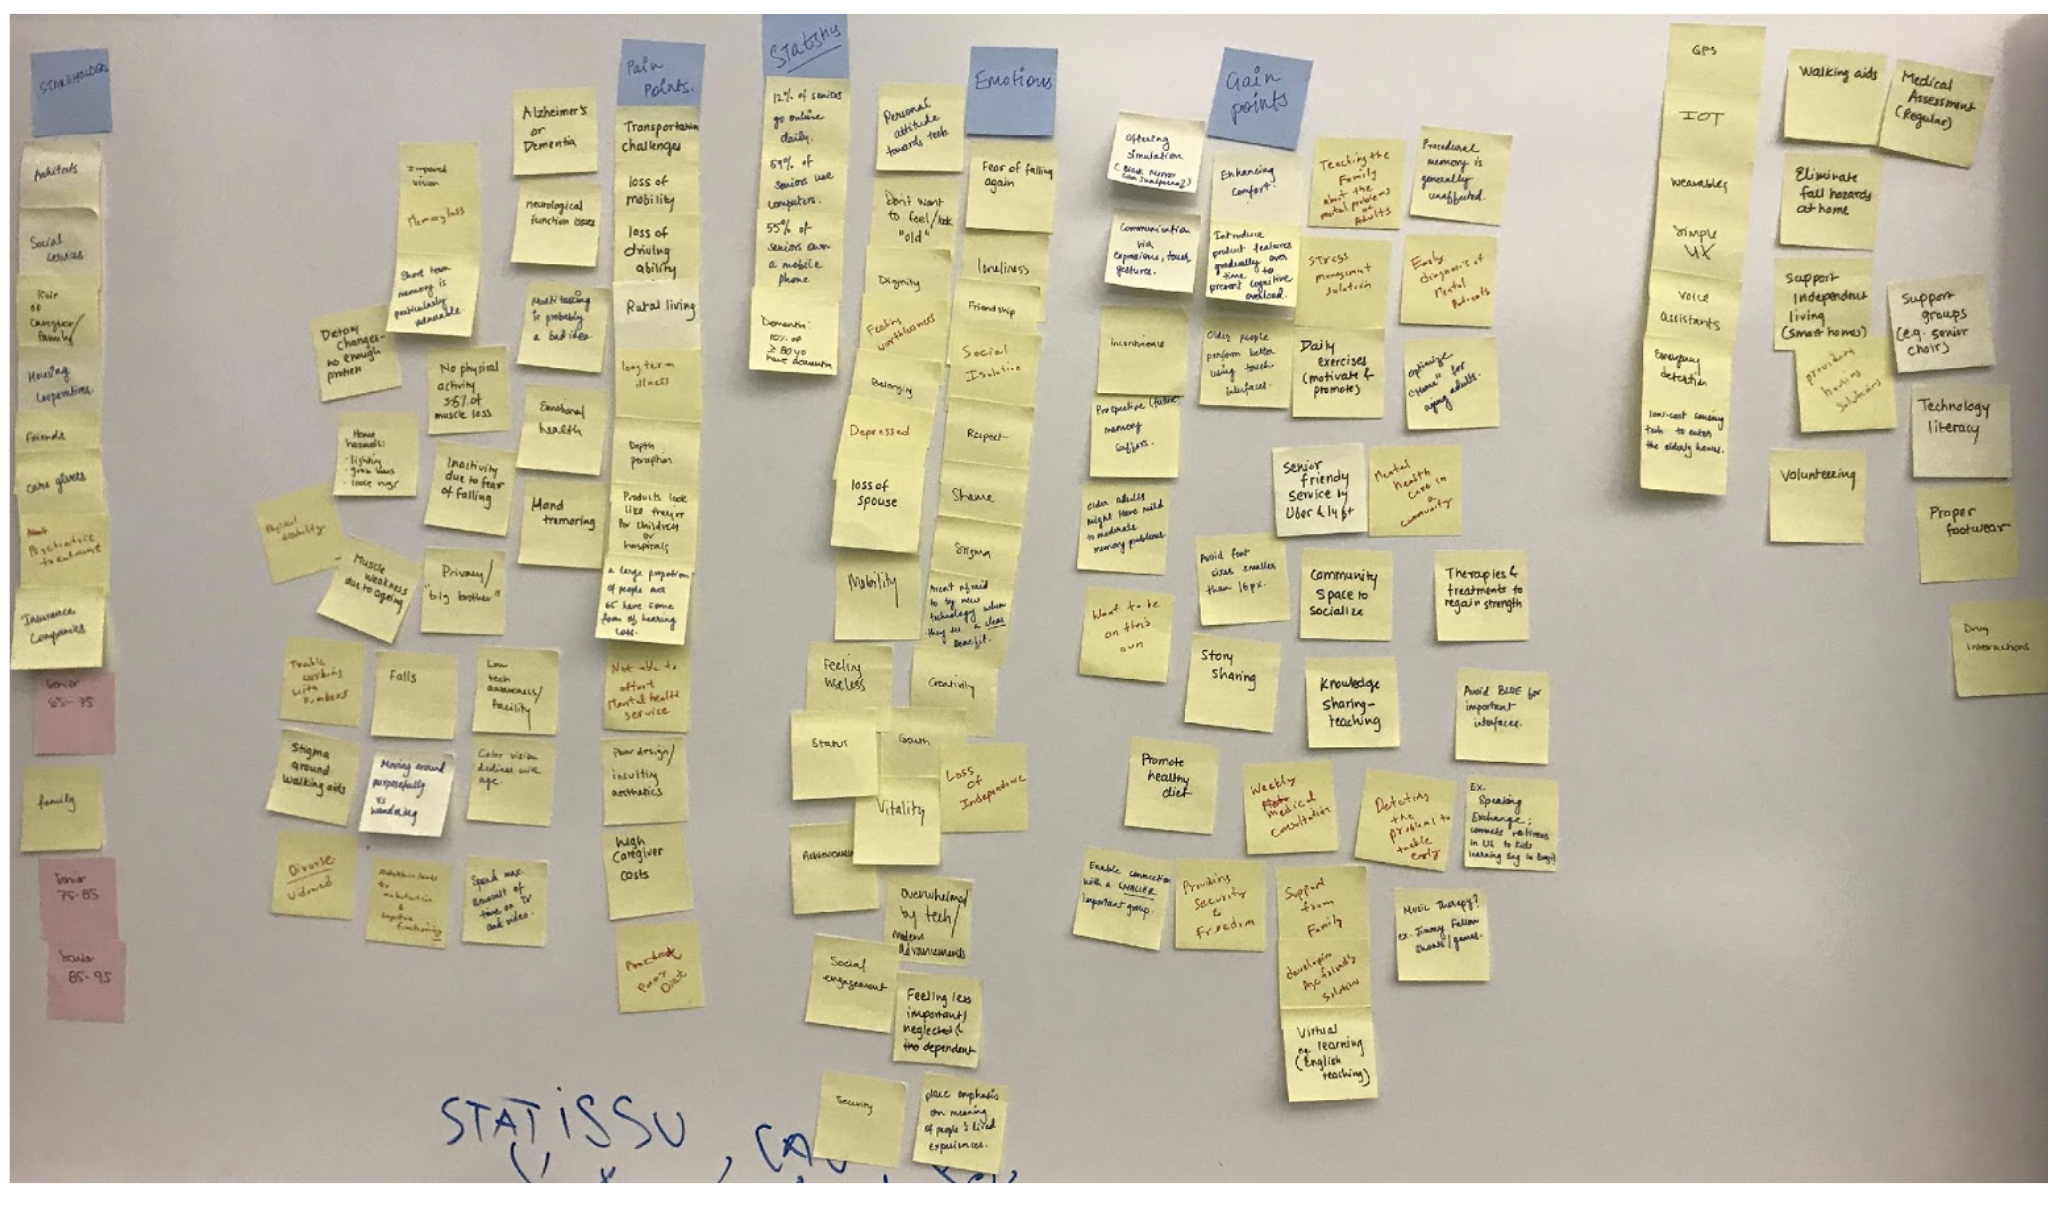 STAKEHOLDERS
Architects
Social
services
or
caregiver/
family
Housing
Cooperatives
Friends
care givers
Psychiatric
treatment
Insurance
Companies
Senior
65-75
family
Senior
75-85
Senior
85-95
Pain
Points.
Transportation
challenges
loss of
mobility
loss of
driving
ability
Rural living
long term
illness
Depth
perception
Products look
like they're
for children
or
hospitals
a large proportion
of people over
65 have some
form of hearing
loss.
Not able to
effort
Mental health
service
Poor design/
insulting
aesthetics
high
Caregiver
costs
Poor Diet
Alzheimer's
or
Dementia
neurological
function issues
Multitasking
is probably
a bad idea.
Emotional
health
Hand
tremoring
Impaired
vision
Memory loss
Short term
memory is
particularly
vulnerable.
Dietary
changes-
no enough
protein
No physical
activity
3-5% of
muscle loss
Home
hazards:
• lighting
• grab bars
• loose rugs
Inactivity
due to fear
of falling
Physical
disability
Muscle
weakness
due to ageing
Privacy/
"big brother"
Trouble
working
with
numbers
Falls
Low
tech
awareness/
facility
Stigma
around
walking aids
Moving around
purposefully
vs
wandering
Color vision
declines with
age.
Divorse
widowed
Spend max.
amount of
time on TV
and video.
Statistics
12% of seniors
go online
daily.
59% of
seniors use
computers.
55% of
seniors own
a mobile
phone
Dementia:
10% of
≥ 80 yo
have dementia
Emotions
Personal
attitude
towards tech
Don't want
to feel/look
"old"
Dignity
Feeling
worthlessness
Belonging
Depressed
loss of
spouse
Mobility
Feeling
useless
Status
Achievement
Social
engagement
Security
Fear of falling
again
loneliness
Friendship
Social
Isolation
Respect
Shame
Stigma
Aren't afraid
to try new
technology when
they see a clear
benefit.
Creativity
Growth
Vitality
Loss
of
Independence
Overwhelmed
by tech/
modern
advancements
Feeling less
important/
neglected &
dependent
place emphasis
on meaning
of people's lived
experiences.
Gain
points
Offering
simulation
(Black Mirror
San Junipero?)
Communication
via
expressions, touch,
gestures.
Incontinence
Prospective (future)
memory
suffers.
older adults
might have mild
to moderate
memory problems.
Want to be
on their
own
Enhancing
comfort.
Introduce
product features
gradually over
time to
prevent cognitive
overload.
Older people
perform better
using touch
interfaces.
Teaching the
Family
about the
mental problems
of
Adults
Stress
management
solution
Daily
exercises
(motivate &
promote)
Procedural
memory is
generally
unaffected.
Early
diagnosis of
Mental
Patients
optimize
"Home" for
aging adults.
Senior
friendly
Service by
Uber & lyft
Mental
Health
Care in
a
community
Avoid font
sizes smaller
than 16px.
Community
Space to
socialize
Therapies &
treatments to
regain strength
Story
Sharing
Knowledge
sharing-
teaching
Avoid BLUE for
important
interfaces.
Promote
healthy
diet
Weekly
medical
Consultation
Detecting
the
problem to
early
Ex.
Speaking
Exchange;
connects retirees
in US to kids
learning Eng in Brazil
Enable connection
with a SMALLER
important group.
Providing
Security
&
freedom
Support
from
Family
developing
Age friendly
solutions
Virtual
learning
(English
teaching)
Music Therapy?
ex. Jimmy Fallon
shows/games.
GPS
IOT
wearables
simple
UX
voice
assistants
Emergency
detection
low-cost sensing
tech to enter
the elderly homes.
Walking aids
Medical
Assessment
(Regular)
Eliminate
fall hazards
at home
Support
Independent
living
(smart homes)
Support
groups
(e.g. senior
choir)
providing
housing
solutions
Technology
literacy
Volunteering
Proper
footwear
Drug
interactions
STATISSU